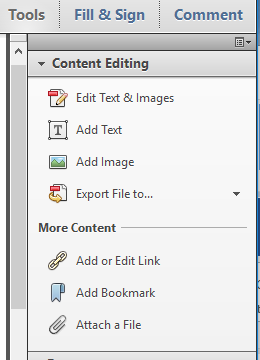 Tools Fill & Sign Comment
Content Editing
Edit Text & Images
Add Text
Add Image
Export File to...
More Content
Add or Edit Link
Add Bookmark
Attach a File